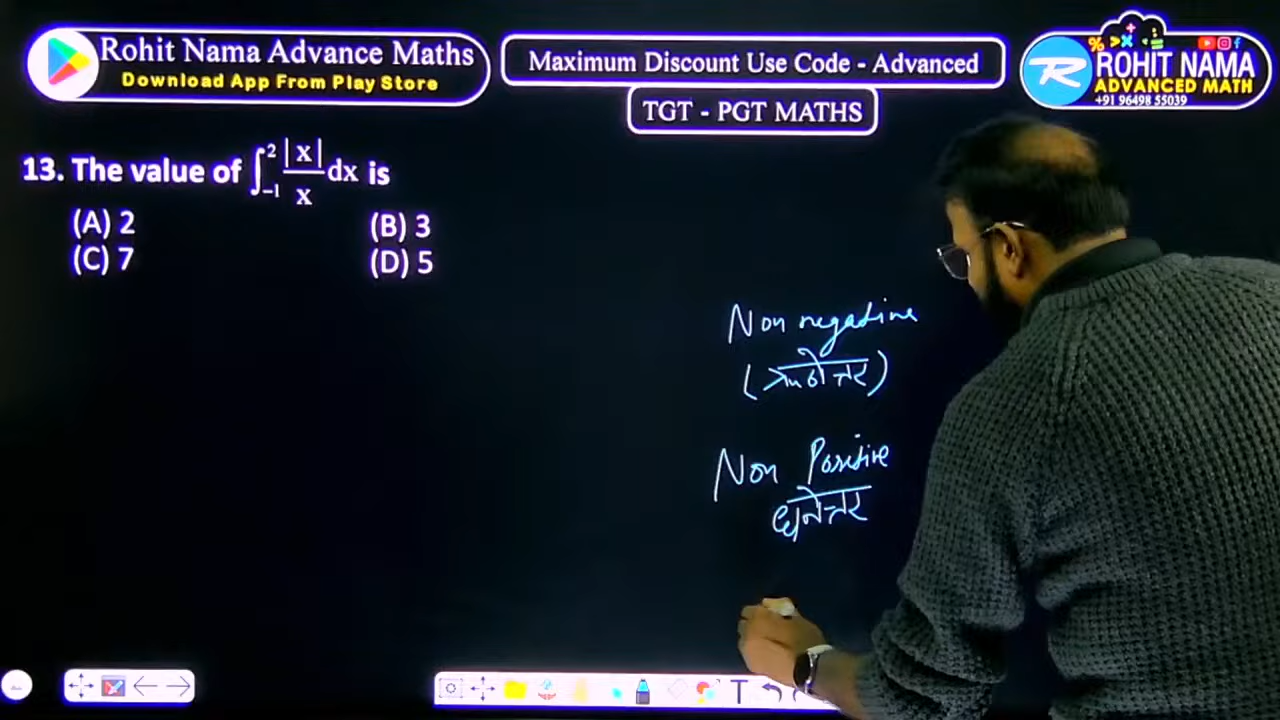 Rohit Nama Advance Maths
Download App From Play Store
Maximum Discount Use Code - Advanced
TGT - PGT MATHS
ROHIT NAMA
ADVANCED MATH
+91 96498 55039
13. The value of ∫₋₁² |x|/x dx is
(A) 2 (B) 3
(C) 7 (D) 5
Non negative
(ऋणेत्तर)
Non Positive
धनेत्तर